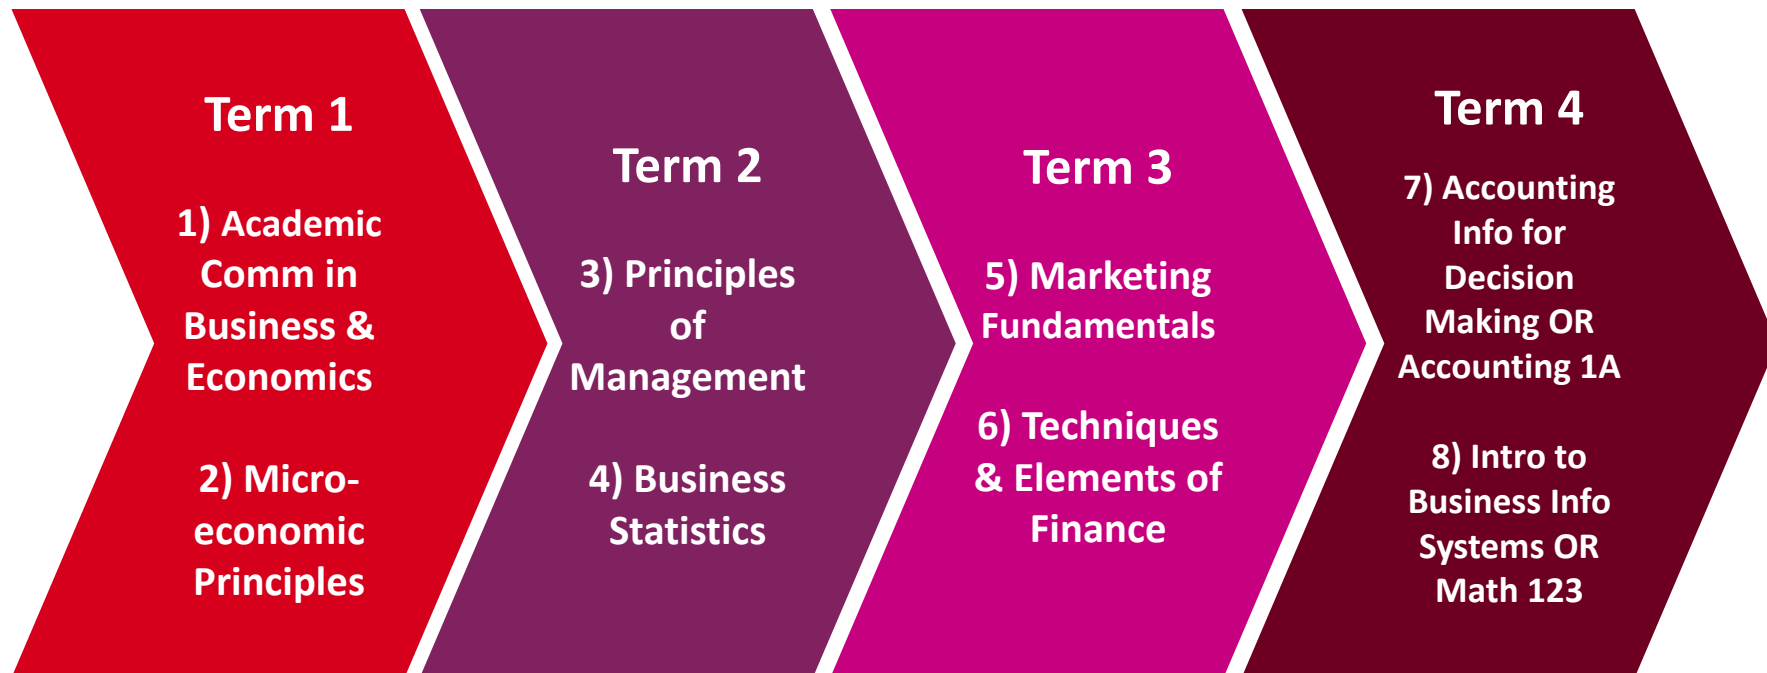 Term 1
1) Academic
Comm in
Business &
Economics
2) Micro-
economic
Principles
Term 2
3) Principles
of
Management
4) Business
Statistics
Term 3
5) Marketing
Fundamentals
6) Techniques
& Elements of
Finance
Term 4
7) Accounting
Info for
Decision
Making OR
Accounting 1A
8) Intro to
Business Info
Systems OR
Math 123